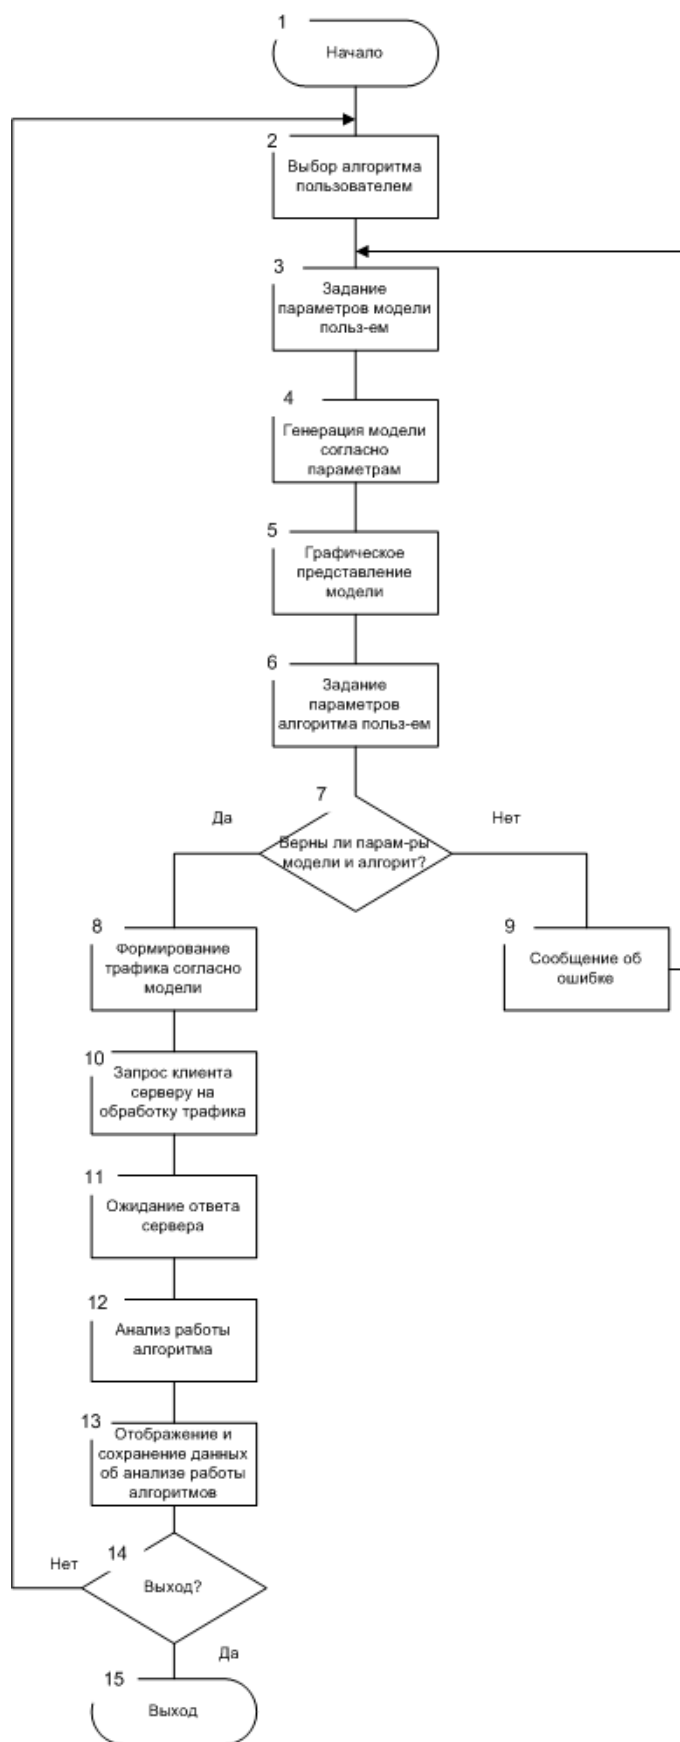 1
Начало
2
Выбор алгоритма
пользователем
3
Задание
параметров модели
польз-ем
4
Генерация модели
согласно
параметрам
5
Графическое
представление
модели
6
Задание
параметров
алгоритма польз-ем
7
Да
Нет
Верны ли парам-ры
модели и алгорит?
8
Формирование
трафика согласно
модели
9
Сообщение об
ошибке
10
Запрос клиента
серверу на
обработку трафика
11
Ожидание ответа
сервера
12
Анализ работы
алгоритма
13
Отображение и
сохранение данных
об анализе работы
алгоритмов
14
Нет
Выход?
Да
15
Выход